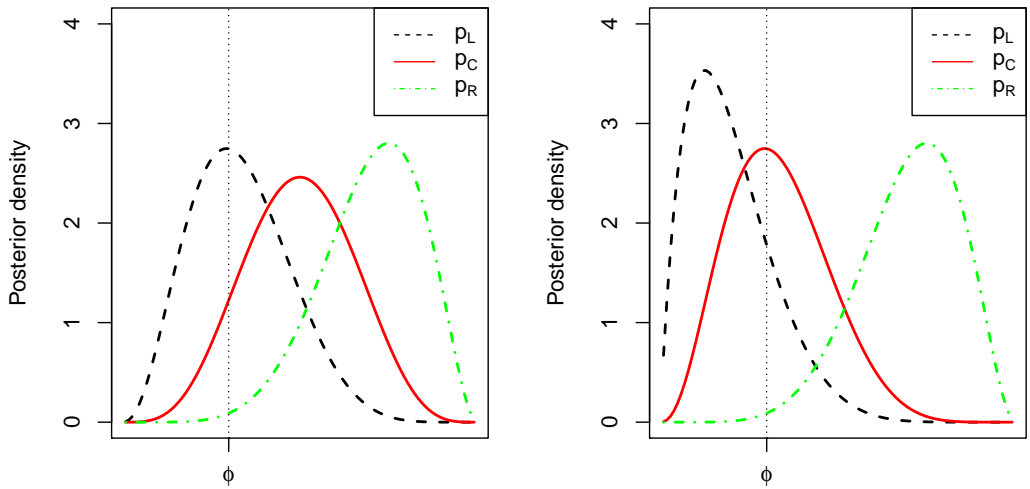 4
3
2
1
0
Posterior density
p_L
p_C
p_R
ϕ
4
3
2
1
0
Posterior density
p_L
p_C
p_R
ϕ